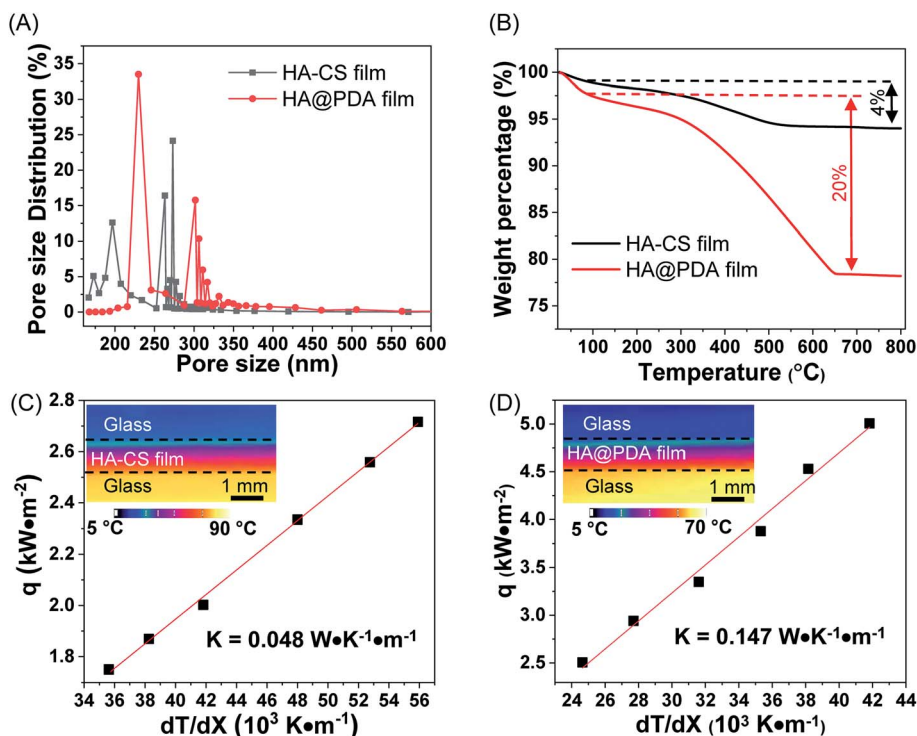 (A)
Pore size Distribution (%)
35
30
25
20
15
10
5
0
HA-CS film
HA@PDA film
200 250 300 350 400 450 500 550 600
Pore size (nm)
(B)
Weight percentage (%)
100
95
90
85
80
75
4%
20%
HA-CS film
HA@PDA film
100 200 300 400 500 600 700 800
Temperature (°C)
(C)
q (kW•m-2)
2.8
2.6
2.4
2.2
2.0
1.8
Glass
HA-CS film
Glass
1 mm
5 °C 90 °C
K = 0.048 W•K-1•m-1
34 36 38 40 42 44 46 48 50 52 54 56
dT/dX (103 K•m-1)
(D)
q (kW•m-2)
5.0
4.5
4.0
3.5
3.0
2.5
Glass
HA@PDA film
Glass
1 mm
5 °C 70 °C
K = 0.147 W•K-1•m-1
24 26 28 30 32 34 36 38 40 42 44
dT/dX (103 K•m-1)